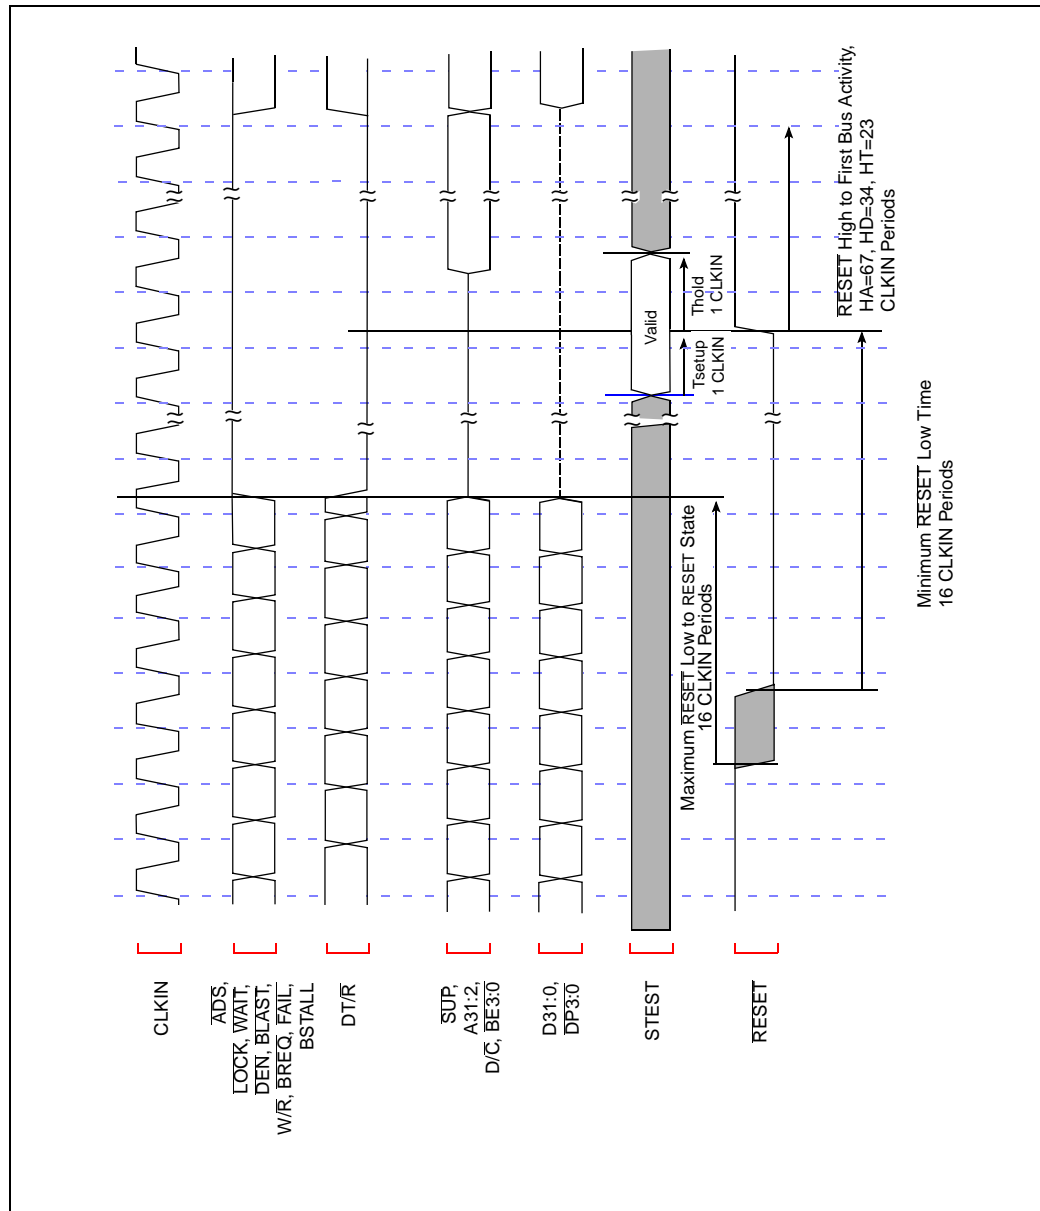 CLKIN
ADS,
LOCK, WAIT,
DEN, BLAST,
W/R, BREQ, FAIL,
BSTALL
DT/R
SUP,
A31:2,
D/C, BE3:0
D31:0,
DP3:0
STEST
RESET
Maximum RESET Low to RESET State
16 CLKIN Periods
Valid
Tsetup
1 CLKIN
Thold
1 CLKIN
RESET High to First Bus Activity,
HA=67, HD=34, HT=23
CLKIN Periods
Minimum RESET Low Time
16 CLKIN Periods